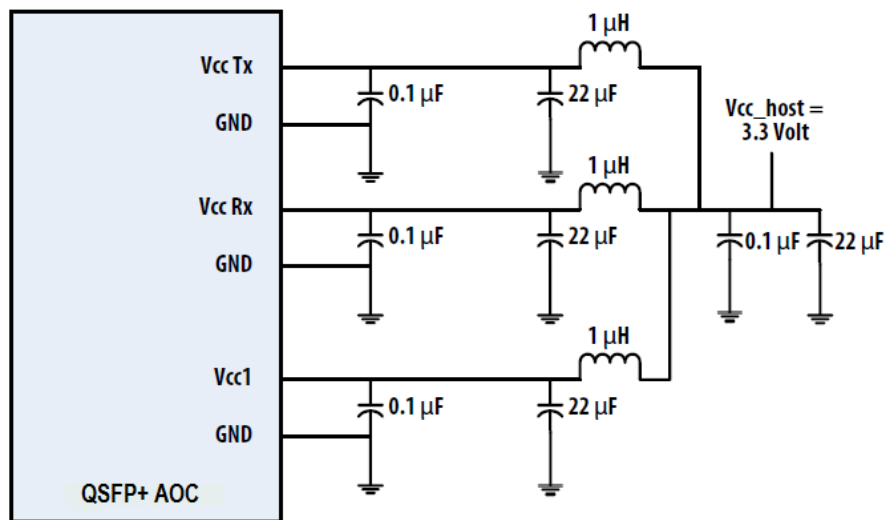 1 µH
Vcc Tx
0.1 µF
22 µF
GND
Vcc_host =
3.3 Volt
1 µH
Vcc Rx
0.1 µF
22 µF
0.1 µF
22 µF
GND
1 µH
Vcc1
0.1 µF
22 µF
GND
QSFP+ AOC